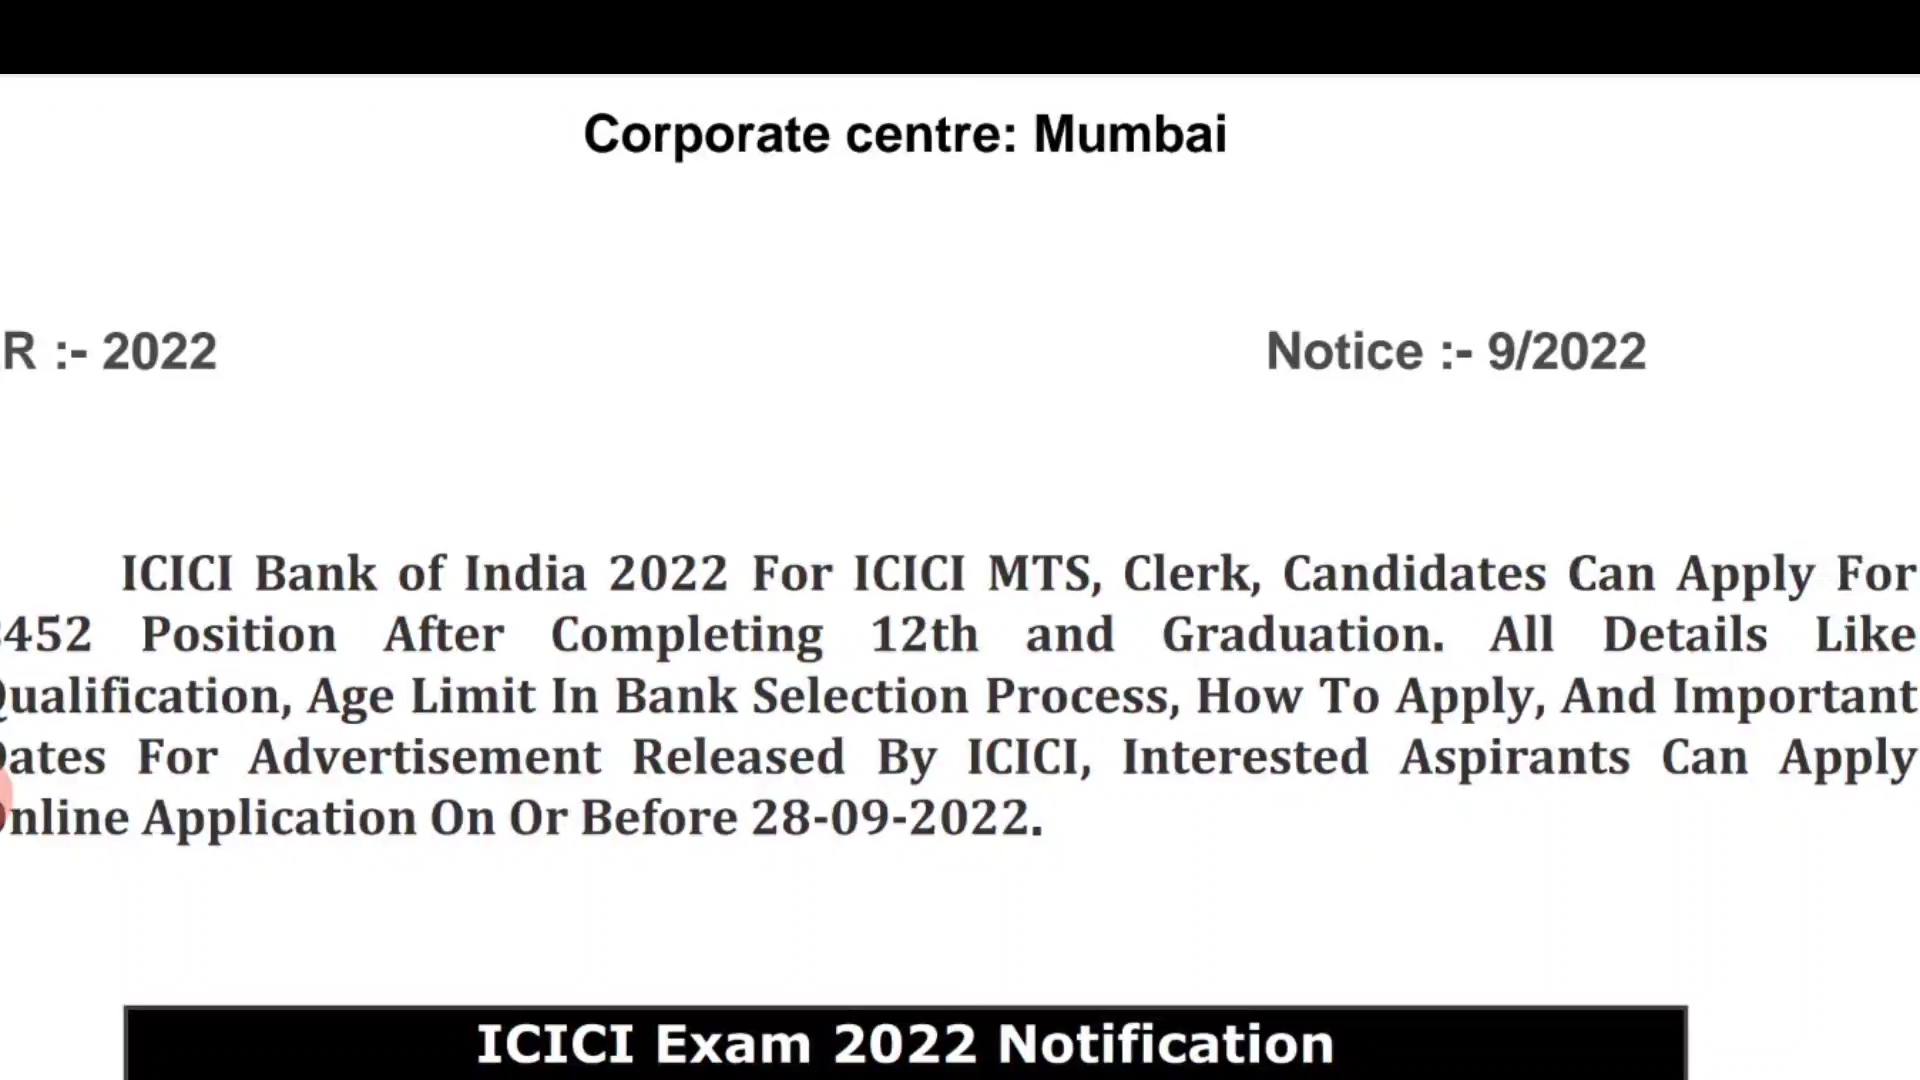 Corporate centre: Mumbai
R :- 2022 Notice :- 9/2022
ICICI Bank of India 2022 For ICICI MTS, Clerk, Candidates Can Apply For
452 Position After Completing 12th and Graduation. All Details Like
Qualification, Age Limit In Bank Selection Process, How To Apply, And Important
Dates For Advertisement Released By ICICI, Interested Aspirants Can Apply
Online Application On Or Before 28-09-2022.
ICICI Exam 2022 Notification